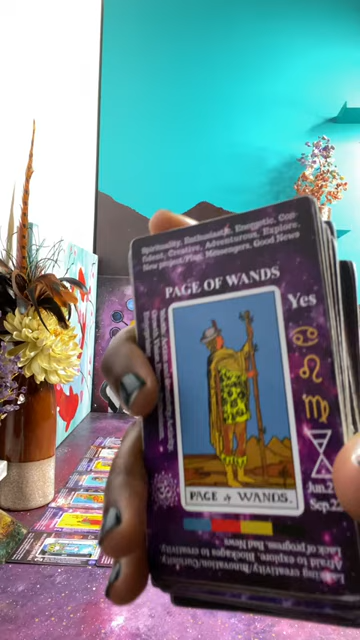 Spirituality, Enthusiastic, Energetic, Con-
fident, Creative, Adventurous, Explore,
New project/Plan, Messengers, Good News
PAGE OF WANDS
Yes
Jun.2
Sep.22
PAGE of WANDS.
Lacking creativity/Innovation/Curiosity,
Afraid to explore, Blockages to creativity,
Lack of progress, Bad News